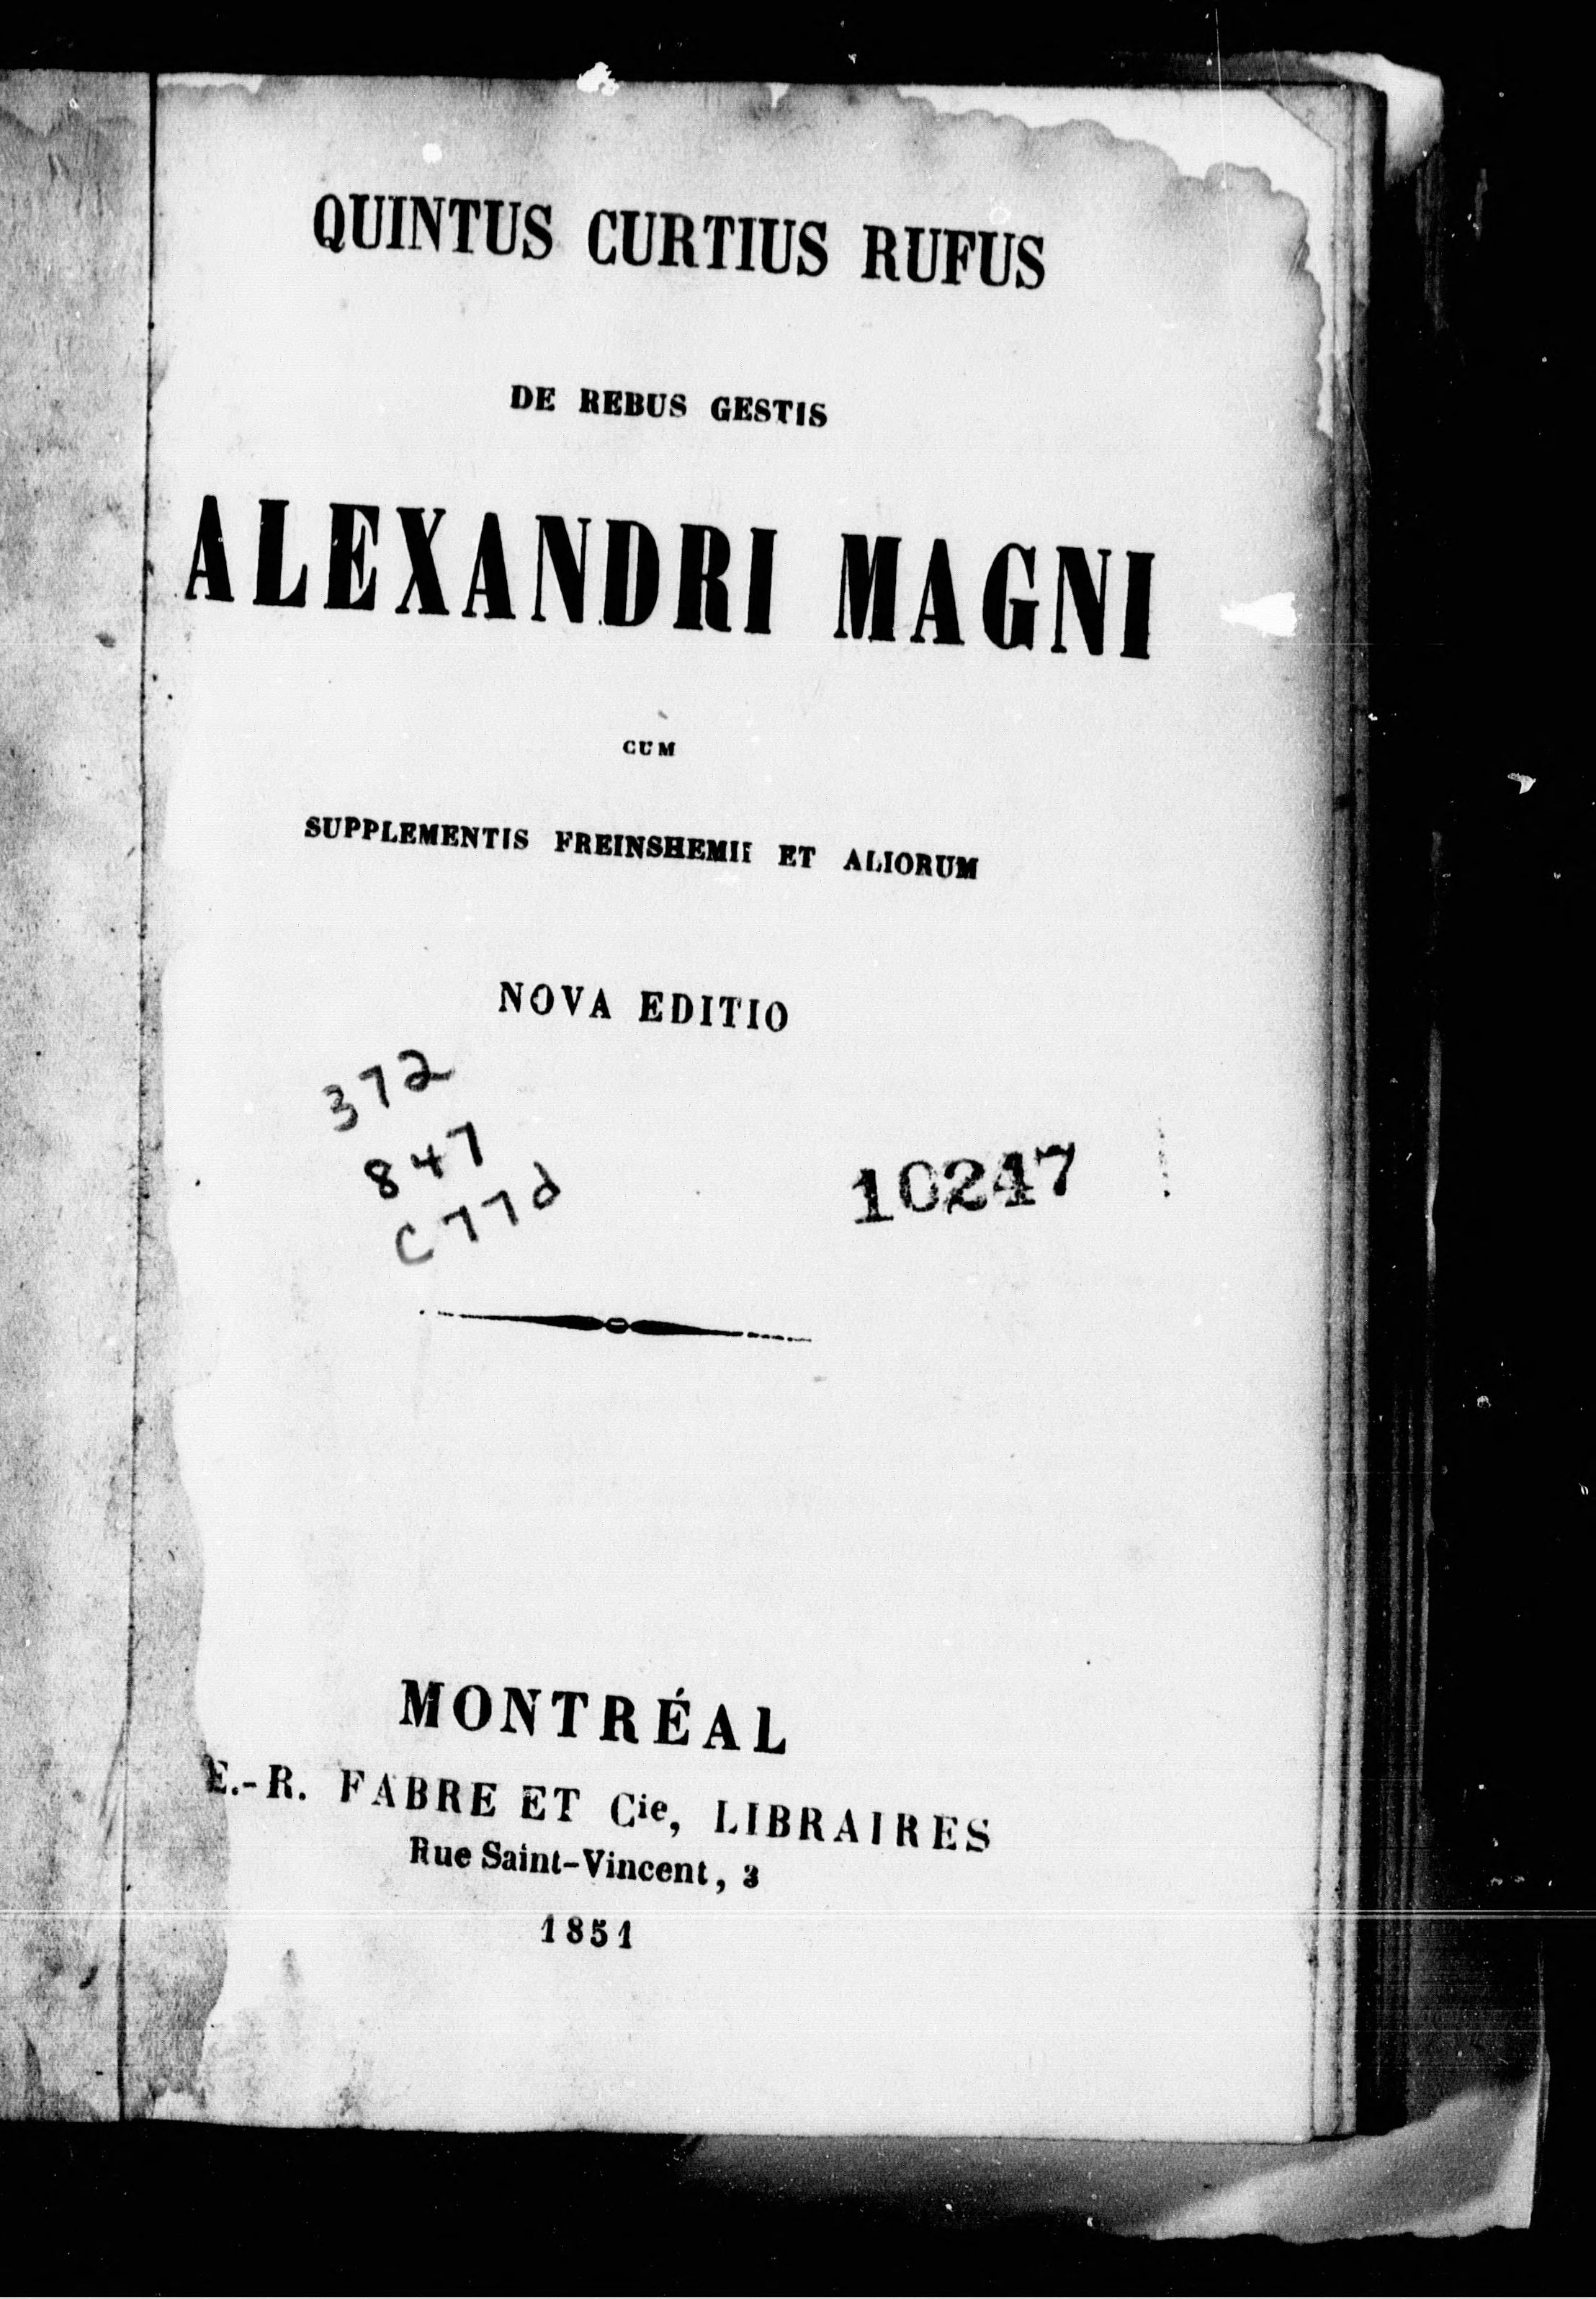 QUINTUS CURTIUS RUFUS
DE REBUS GESTIS
ALEXANDRI MAGNI
CUM
SUPPLEMENTIS FREINSHEMII ET ALIORUM
NOVA EDITIO
372
847
C77d
10247
MONTRÉAL
E.-R. FABRE ET Cie, LIBRAIRES
Rue Saint-Vincent, 3
1851